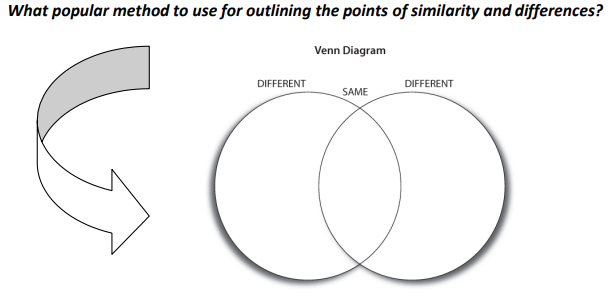 What popular method to use for outlining the points of similarity and differences?
Venn Diagram
DIFFERENT
SAME
DIFFERENT